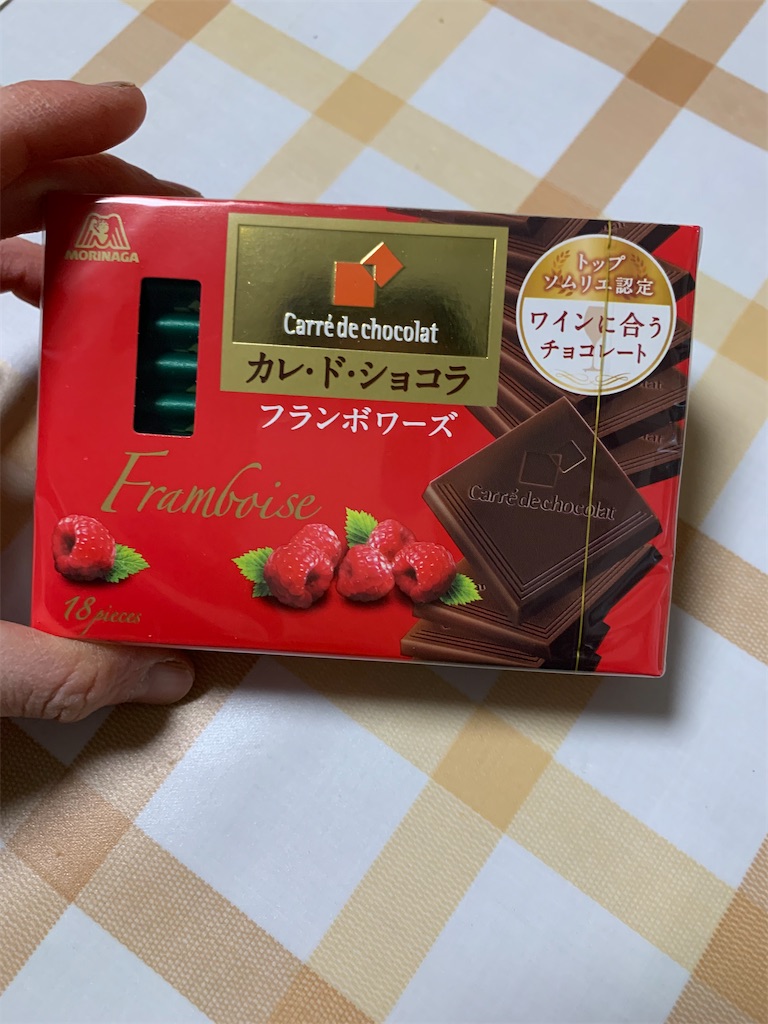 MORINAGA
Carré de chocolat
カレ・ド・ショコラ
フランボワーズ
Framboise
18 pieces
トップ
ソムリエ認定
ワインに合う
チョコレート
Carré de chocolat